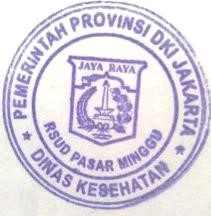 PEMERINTAH PROVINSI DKI JAKARTA
JAYA RAYA
RSUD PASAR MINGGU
★ DINAS KESEHATAN ★